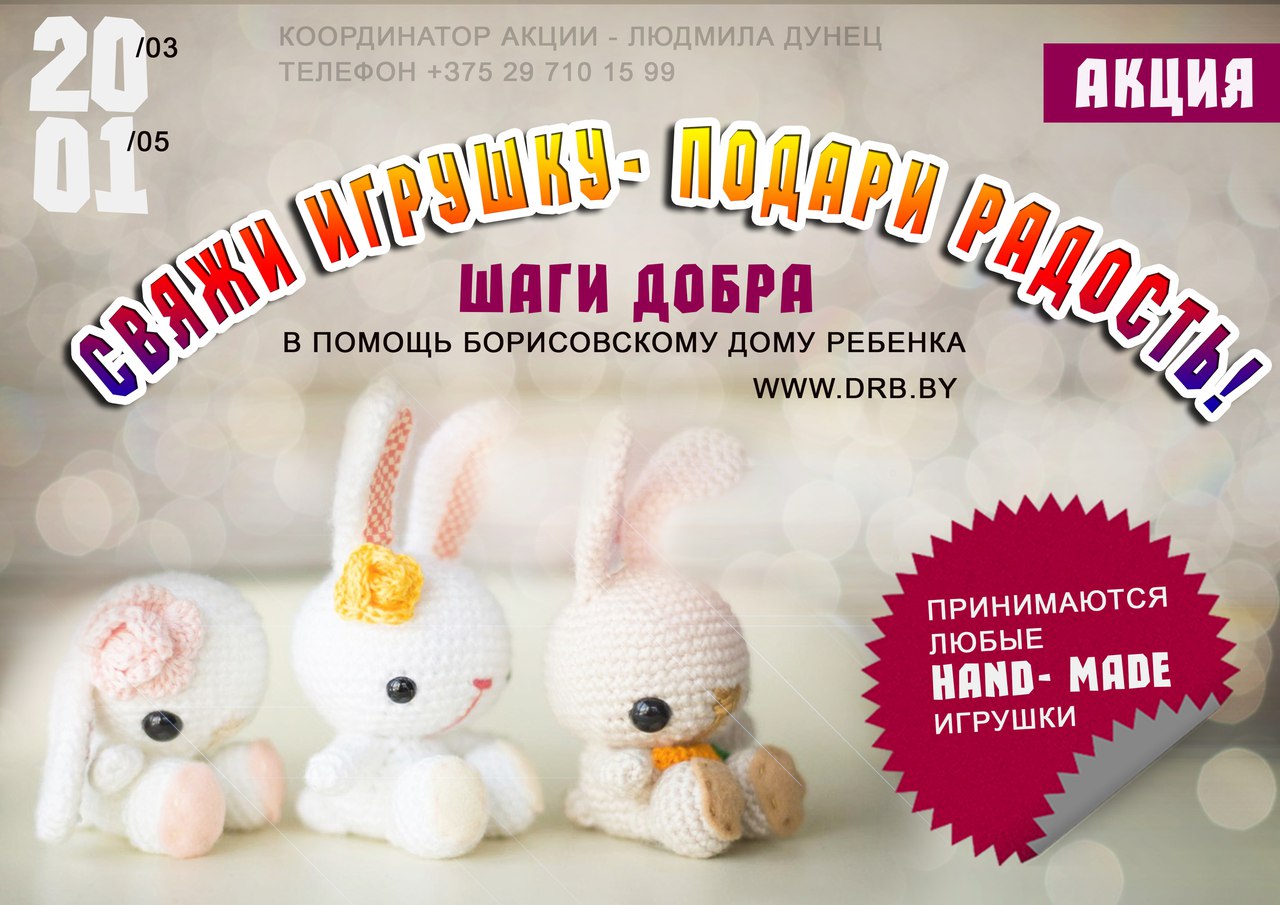 20/03
01/05
КООРДИНАТОР АКЦИИ - ЛЮДМИЛА ДУНЕЦ
ТЕЛЕФОН +375 29 710 15 99
АКЦИЯ
СВЯЖИ ИГРУШКУ- ПОДАРИ РАДОСТЬ!
ШАГИ ДОБРА
В ПОМОЩЬ БОРИСОВСКОМУ ДОМУ РЕБЕНКА
WWW.DRB.BY
ПРИНИМАЮТСЯ
ЛЮБЫЕ
HAND- MADE
ИГРУШКИ